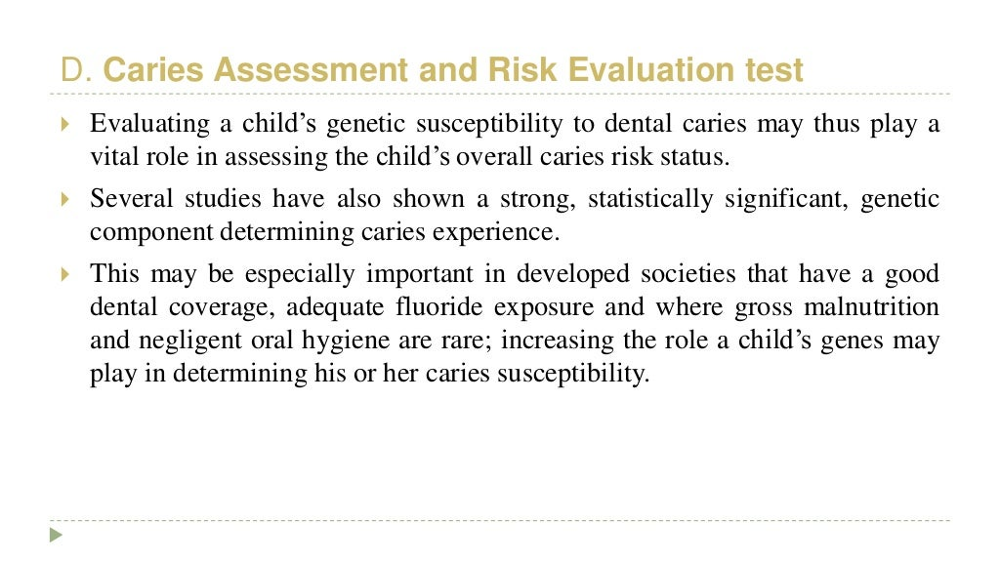 D. Caries Assessment and Risk Evaluation test
Evaluating a child’s genetic susceptibility to dental caries may thus play a
vital role in assessing the child’s overall caries risk status.
Several studies have also shown a strong, statistically significant, genetic
component determining caries experience.
This may be especially important in developed societies that have a good
dental coverage, adequate fluoride exposure and where gross malnutrition
and negligent oral hygiene are rare; increasing the role a child’s genes may
play in determining his or her caries susceptibility.